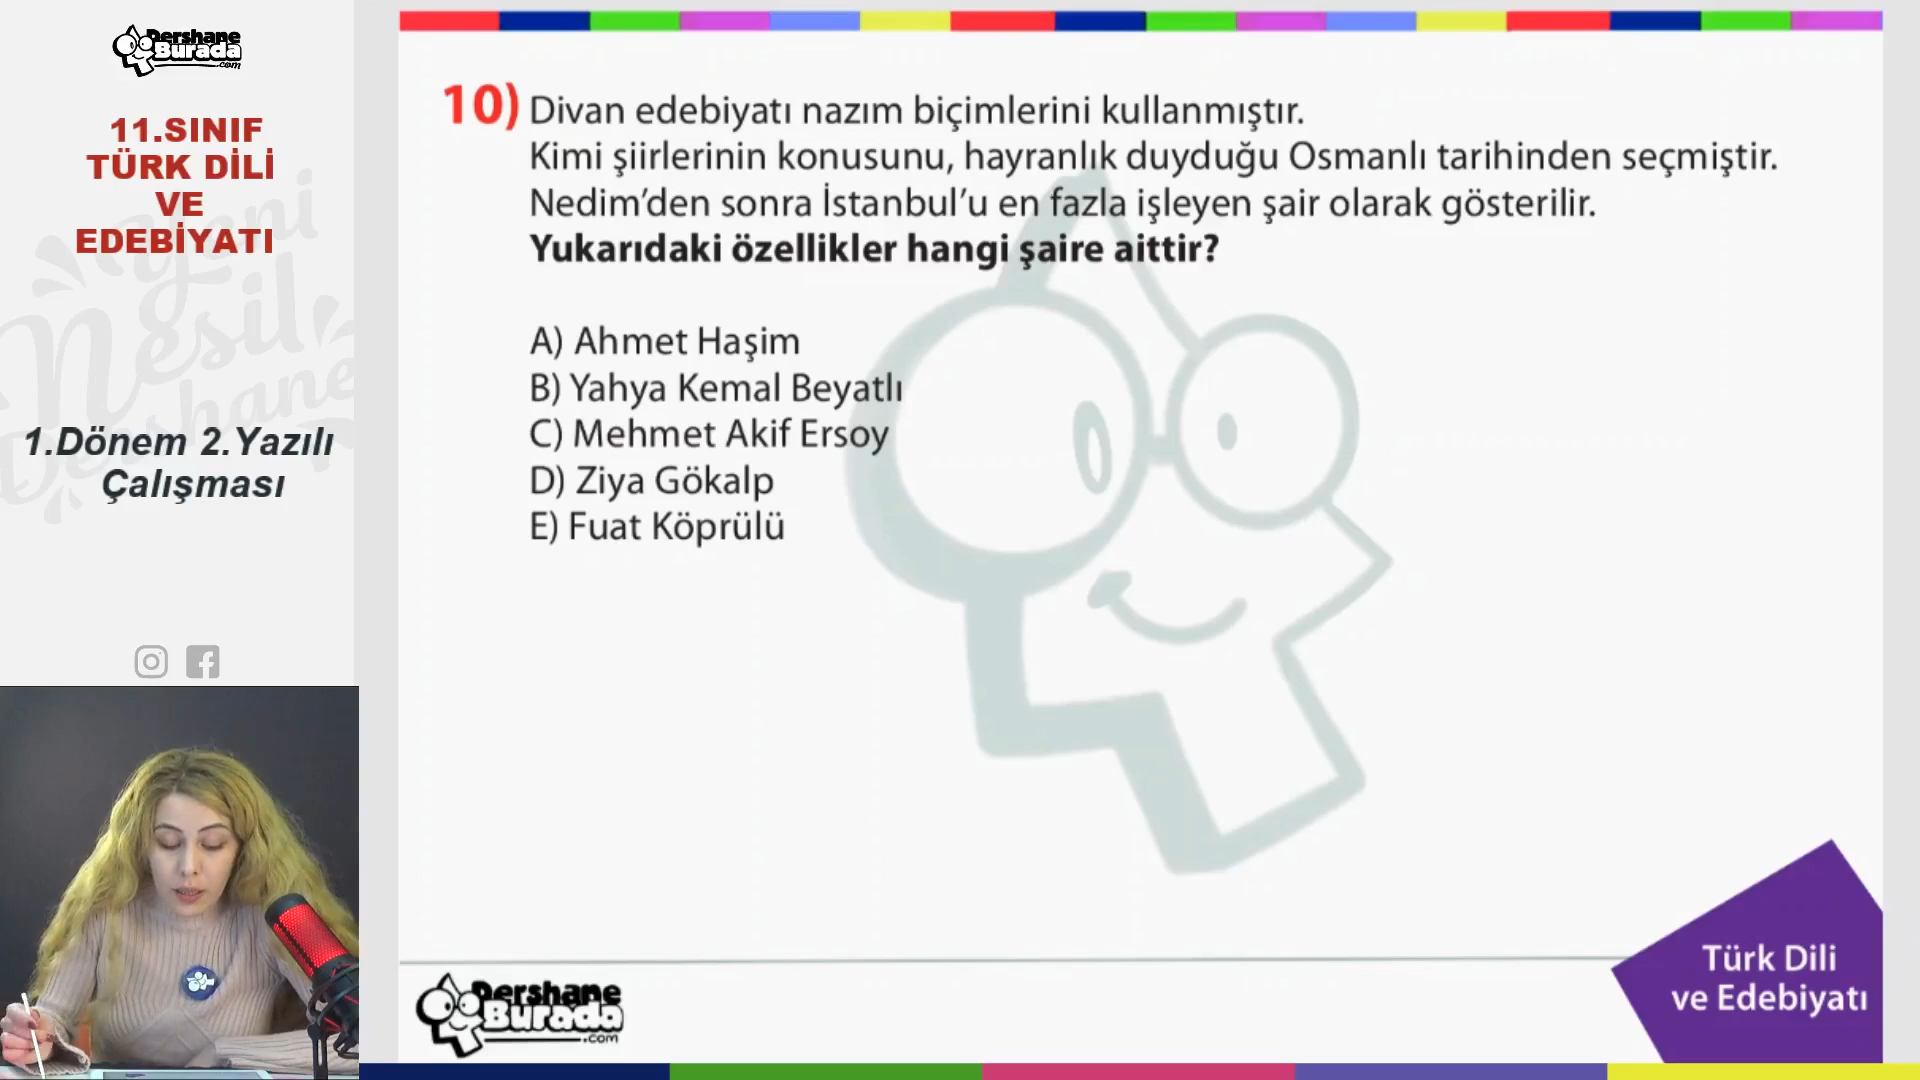 Dershane
Burada
.com
11.SINIF
TÜRK DİLİ
VE
EDEBİYATI
Yeni
Nesil
Dershane
1.Dönem 2.Yazılı
Çalışması
10) Divan edebiyatı nazım biçimlerini kullanmıştır.
Kimi şiirlerinin konusunu, hayranlık duyduğu Osmanlı tarihinden seçmiştir.
Nedim’den sonra İstanbul’u en fazla işleyen şair olarak gösterilir.
Yukarıdaki özellikler hangi şaire aittir?
A) Ahmet Haşim
B) Yahya Kemal Beyatlı
C) Mehmet Akif Ersoy
D) Ziya Gökalp
E) Fuat Köprülü
Dershane
Burada
.com
Türk Dili
ve Edebiyatı